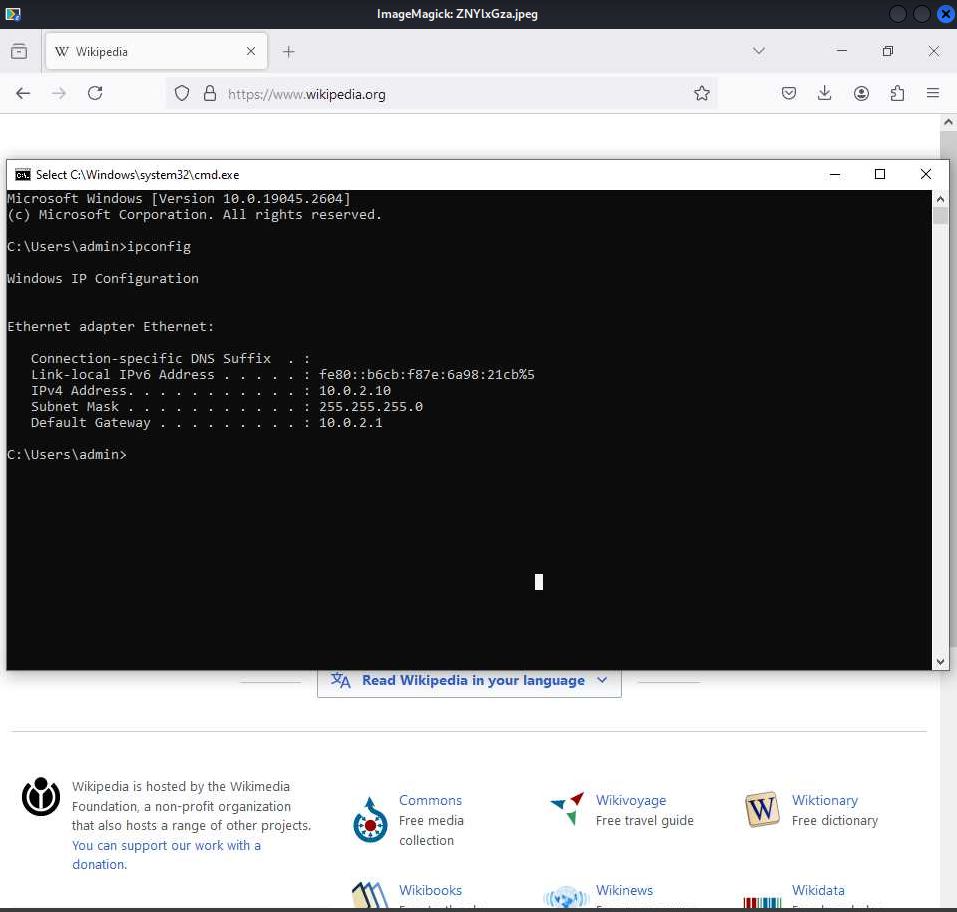 ImageMagick: ZNYlxGza.jpeg
W Wikipedia
https://www.wikipedia.org
Select C:\Windows\system32\cmd.exe
Microsoft Windows [Version 10.0.19045.2604]
(c) Microsoft Corporation. All rights reserved.
C:\Users\admin>ipconfig
Windows IP Configuration
Ethernet adapter Ethernet:
Connection-specific DNS Suffix . :
Link-local IPv6 Address . . . . . : fe80::b6cb:f87e:6a98:21cb%5
IPv4 Address. . . . . . . . . . . : 10.0.2.10
Subnet Mask . . . . . . . . . . . : 255.255.255.0
Default Gateway . . . . . . . . . : 10.0.2.1
C:\Users\admin>
Read Wikipedia in your language
Wikipedia is hosted by the Wikimedia
Foundation, a non-profit organization
that also hosts a range of other projects.
You can support our work with a
donation.
Commons
Free media
collection
Wikivoyage
Free travel guide
W
Wiktionary
Free dictionary
Wikibooks
Wikinews
Wikidata